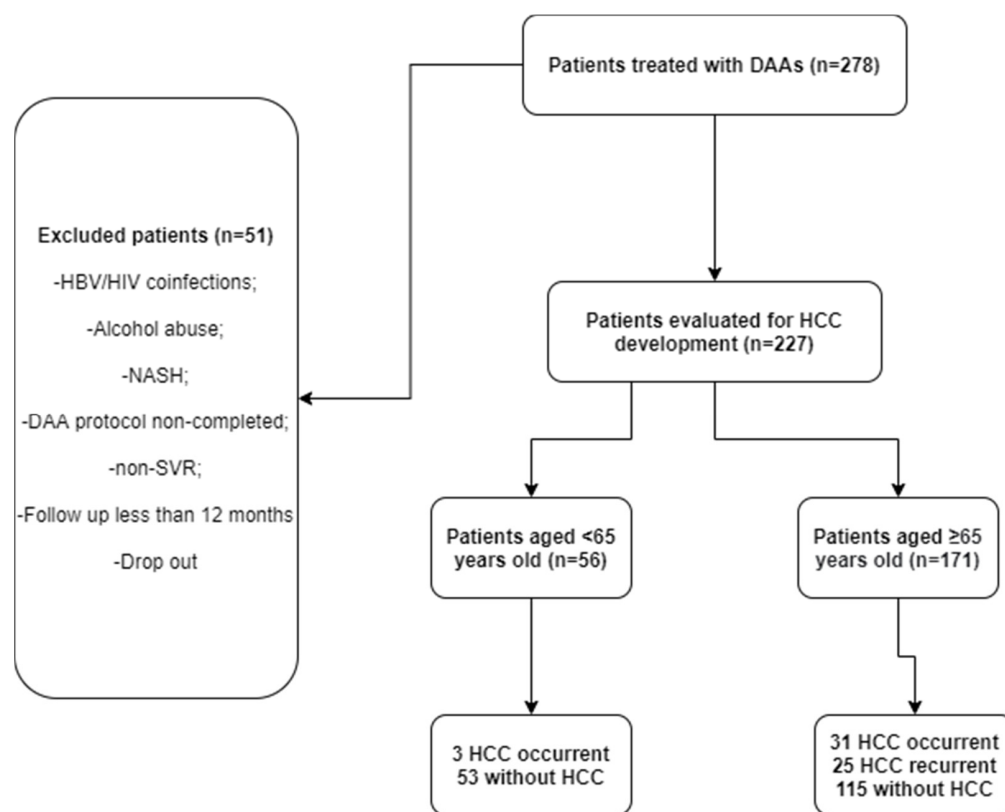 Patients treated with DAAs (n=278)
Excluded patients (n=51)
-HBV/HIV coinfections;
-Alcohol abuse;
-NASH;
-DAA protocol non-completed;
-non-SVR;
-Follow up less than 12 months
-Drop out
Patients evaluated for HCC
development (n=227)
Patients aged <65
years old (n=56)
Patients aged ≥65
years old (n=171)
3 HCC occurrent
53 without HCC
31 HCC occurrent
25 HCC recurrent
115 without HCC